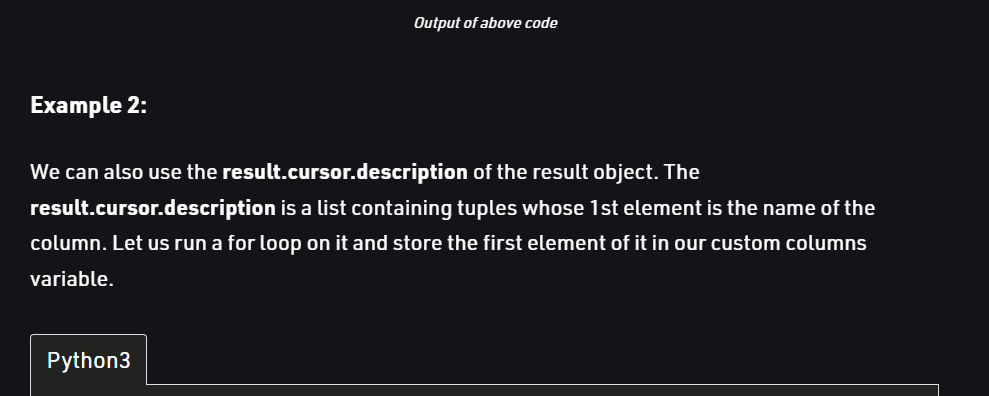 Output of above code
Example 2:
We can also use the result.cursor.description of the result object. The
result.cursor.description is a list containing tuples whose 1st element is the name of the
column. Let us run a for loop on it and store the first element of it in our custom columns
variable.
Python3